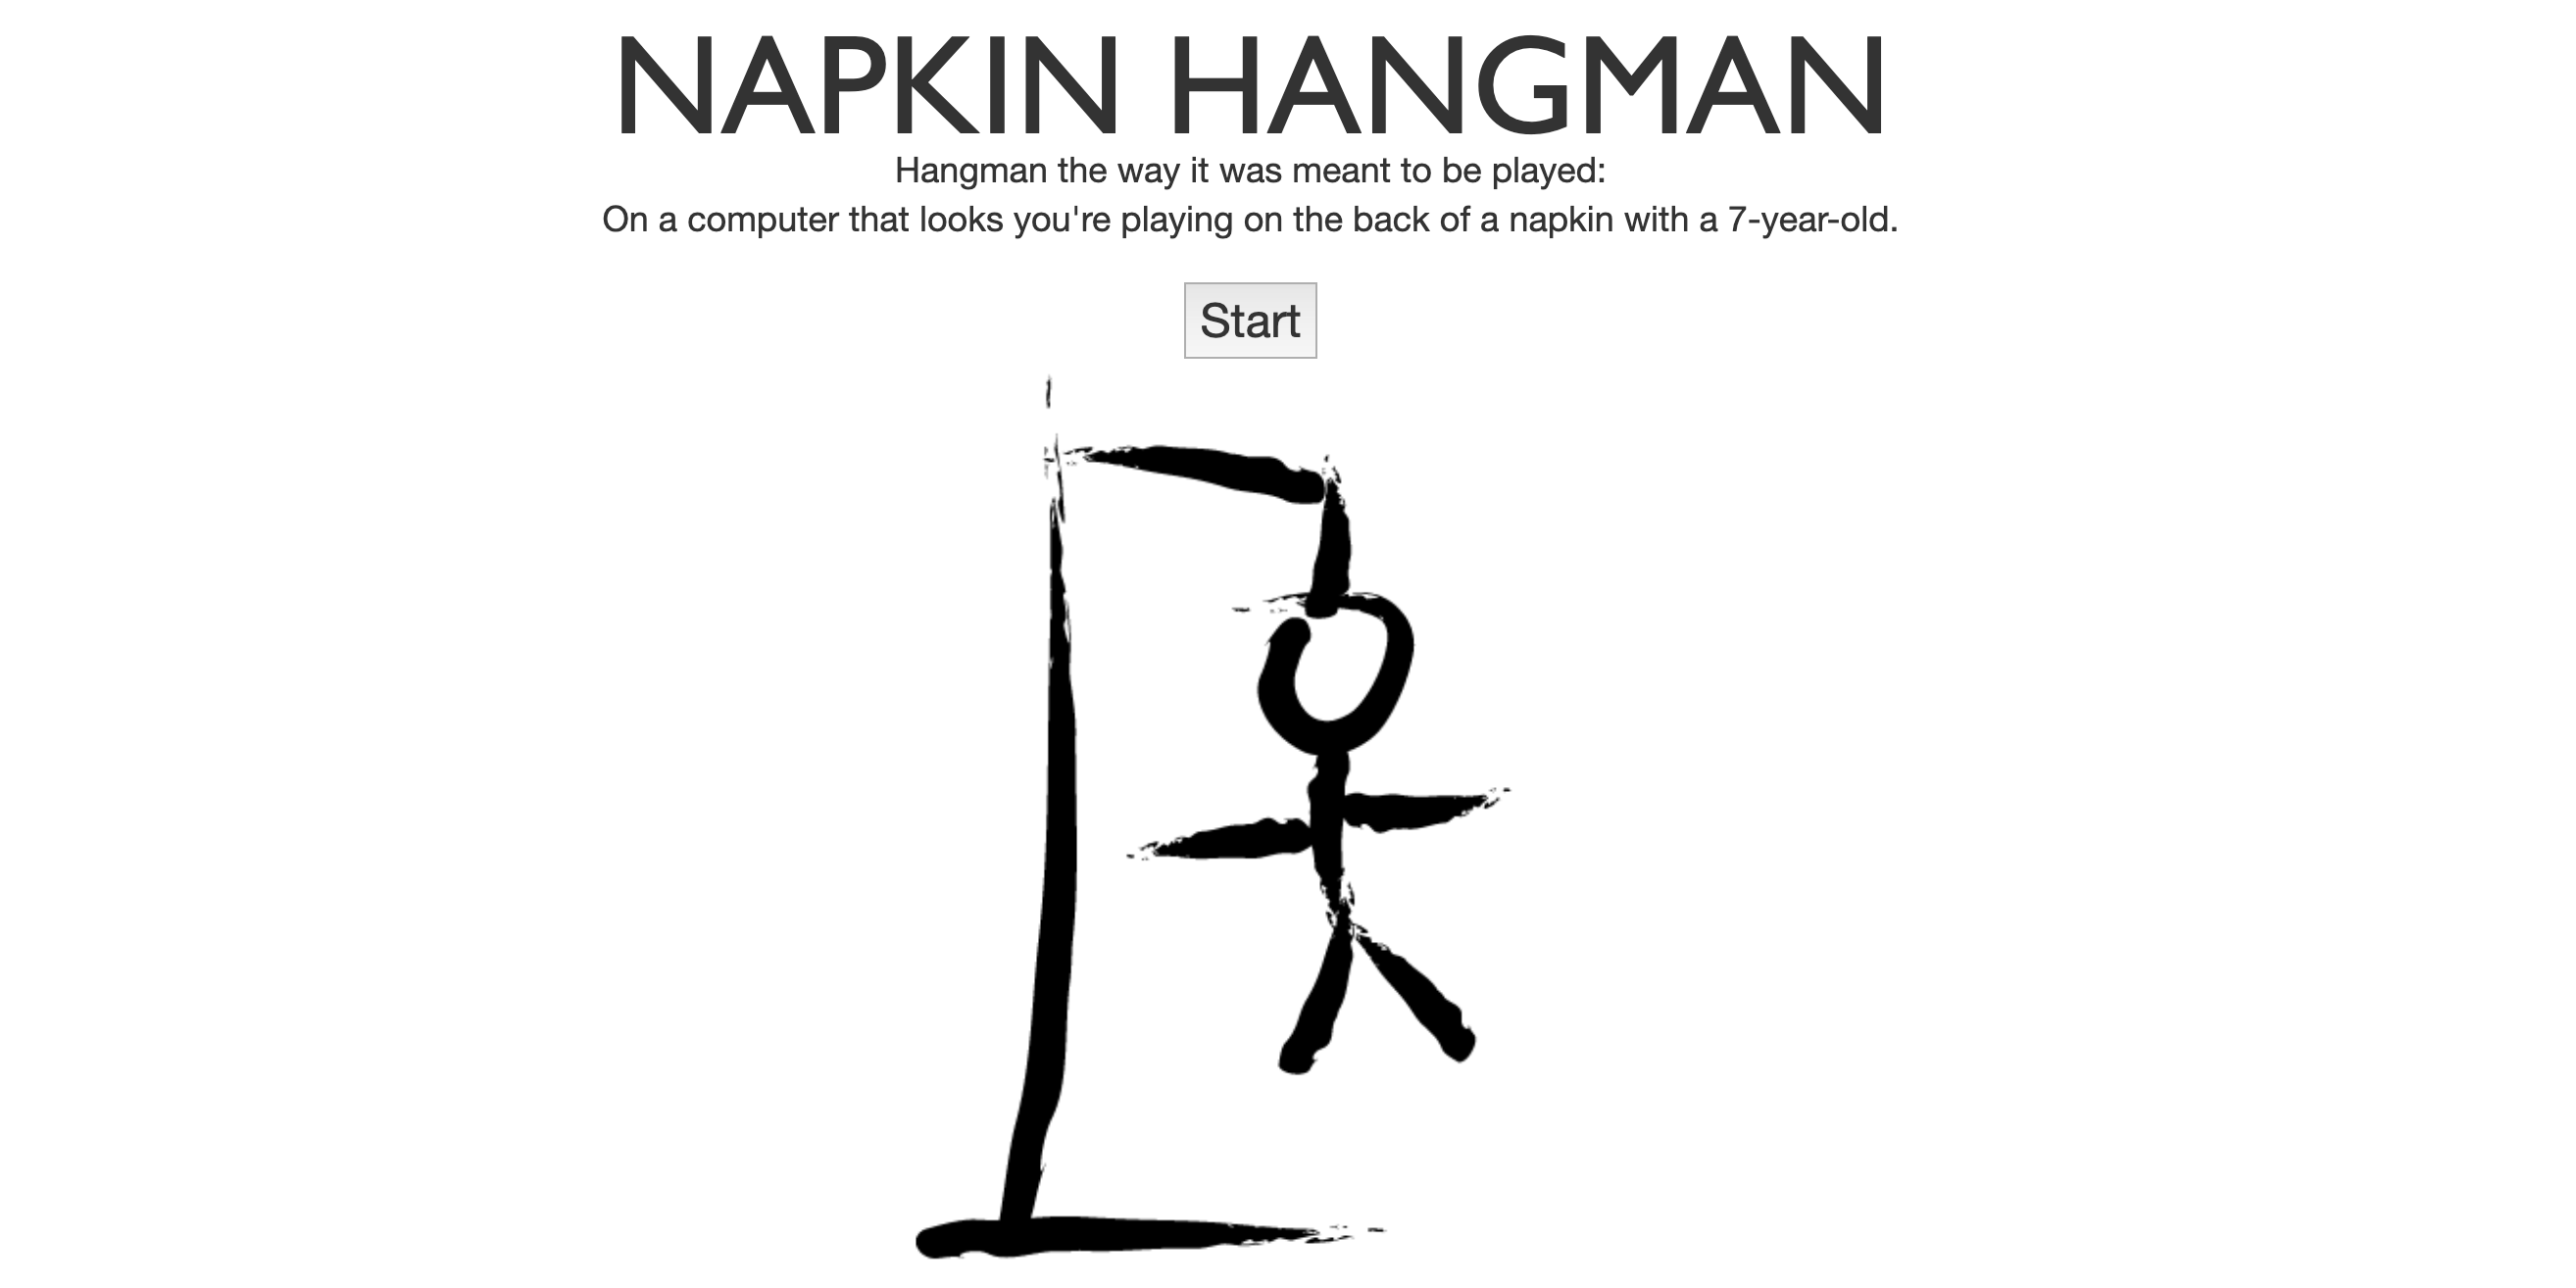 NAPKIN HANGMAN
Hangman the way it was meant to be played:
On a computer that looks you're playing on the back of a napkin with a 7-year-old.
Start